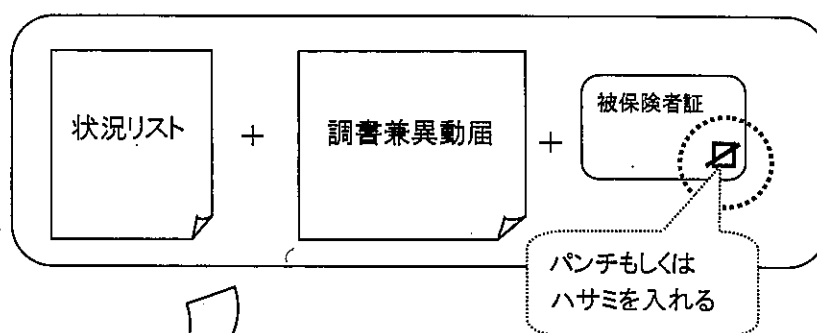 状況リスト
+
調書兼異動届
+
被保険者証
パンチもしくは
ハサミを入れる